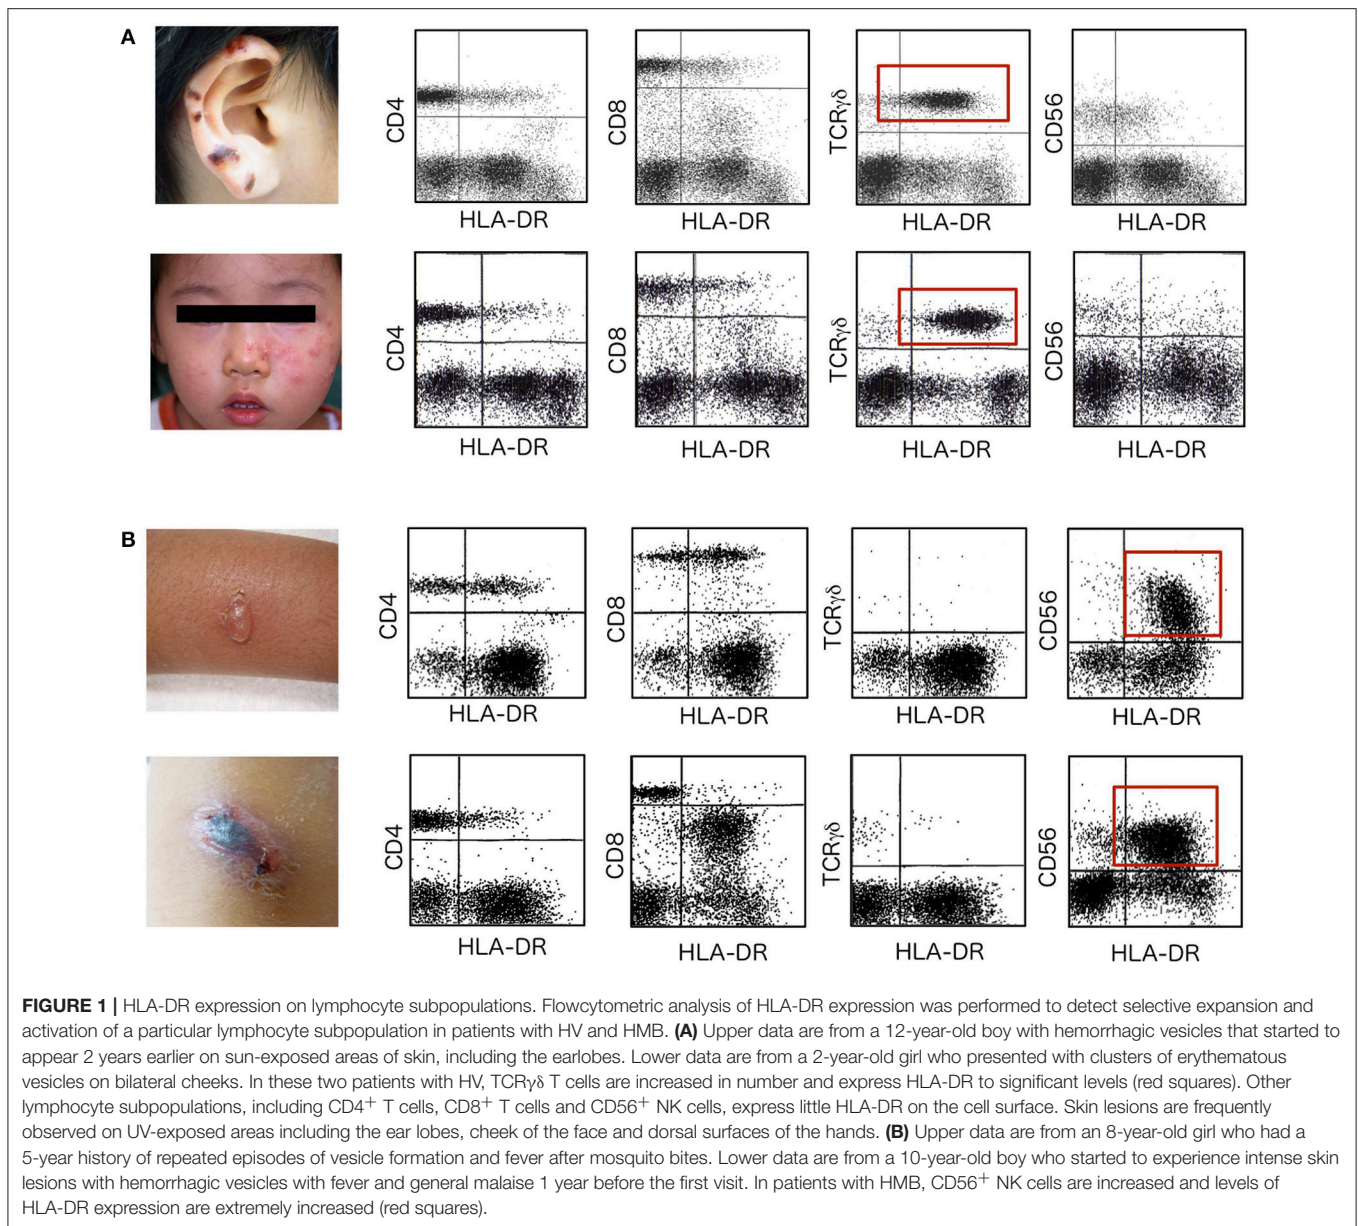 A
CD4
HLA-DR
CD8
HLA-DR
TCRγδ
HLA-DR
CD56
HLA-DR
CD4
HLA-DR
CD8
HLA-DR
TCRγδ
HLA-DR
CD56
HLA-DR
B
CD4
HLA-DR
CD8
HLA-DR
TCRγδ
HLA-DR
CD56
HLA-DR
CD4
HLA-DR
CD8
HLA-DR
TCRγδ
HLA-DR
CD56
HLA-DR
FIGURE 1 | HLA-DR expression on lymphocyte subpopulations. Flowcytometric analysis of HLA-DR expression was performed to detect selective expansion and
activation of a particular lymphocyte subpopulation in patients with HV and HMB. (A) Upper data are from a 12-year-old boy with hemorrhagic vesicles that started to
appear 2 years earlier on sun-exposed areas of skin, including the earlobes. Lower data are from a 2-year-old girl who presented with clusters of erythematous
vesicles on bilateral cheeks. In these two patients with HV, TCRγδ T cells are increased in number and express HLA-DR to significant levels (red squares). Other
lymphocyte subpopulations, including CD4⁺ T cells, CD8⁺ T cells and CD56⁺ NK cells, express little HLA-DR on the cell surface. Skin lesions are frequently
observed on UV-exposed areas including the ear lobes, cheek of the face and dorsal surfaces of the hands. (B) Upper data are from an 8-year-old girl who had a
5-year history of repeated episodes of vesicle formation and fever after mosquito bites. Lower data are from a 10-year-old boy who started to experience intense skin
lesions with hemorrhagic vesicles with fever and general malaise 1 year before the first visit. In patients with HMB, CD56⁺ NK cells are increased and levels of
HLA-DR expression are extremely increased (red squares).